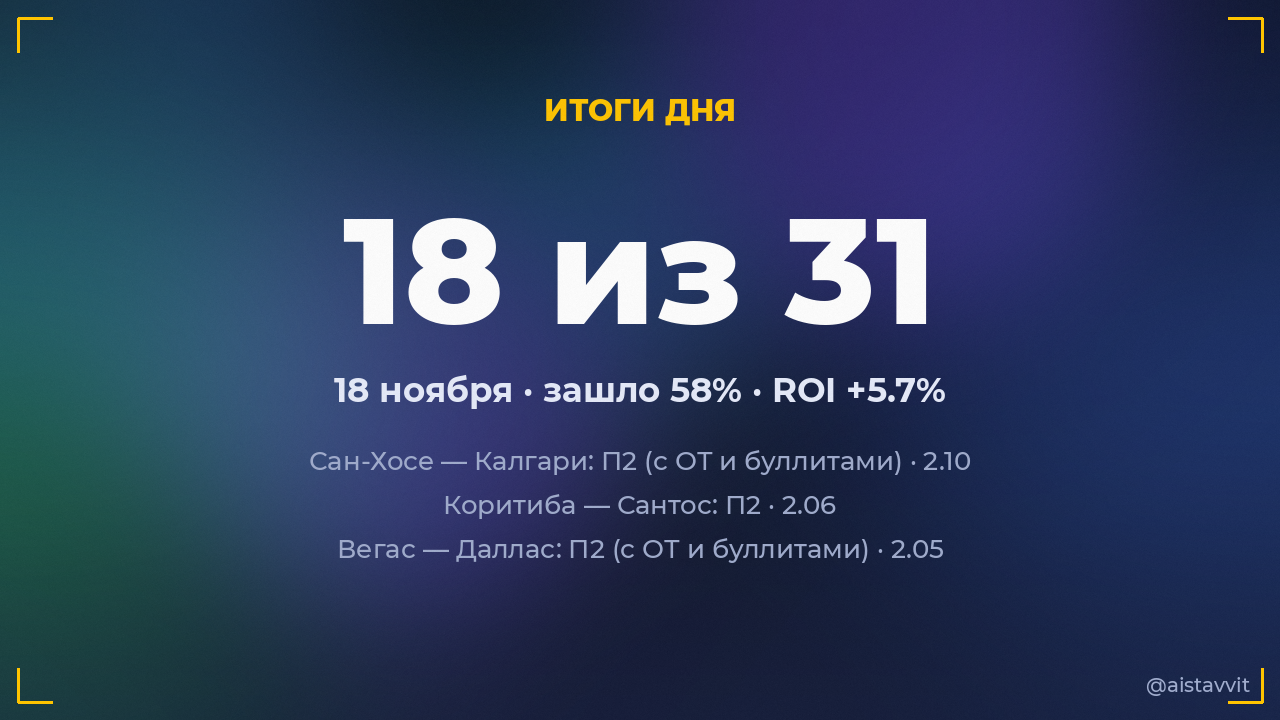 ИТОГИ ДНЯ
18 из 31
18 ноября · зашло 58% · ROI +5.7%
Сан-Хосе — Калгари: П2 (с ОТ и буллитами) · 2.10
Коритиба — Сантос: П2 · 2.06
Вегас — Даллас: П2 (с ОТ и буллитами) · 2.05
@aistavvit